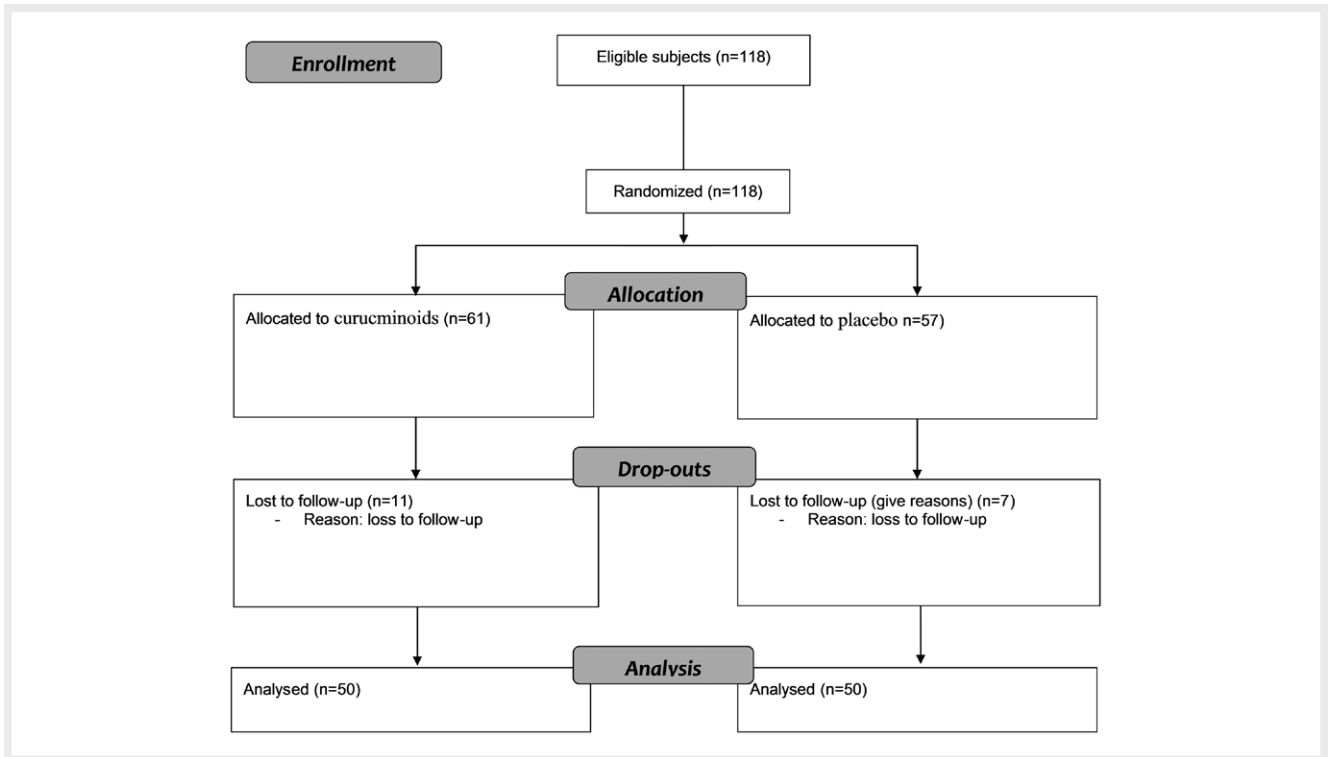 Enrollment
Eligible subjects (n=118)
Randomized (n=118)
Allocation
Allocated to curucminoids (n=61)
Allocated to placebo n=57)
Drop-outs
Lost to follow-up (n=11)
- Reason: loss to follow-up
Lost to follow-up (give reasons) (n=7)
- Reason: loss to follow-up
Analysis
Analysed (n=50)
Analysed (n=50)